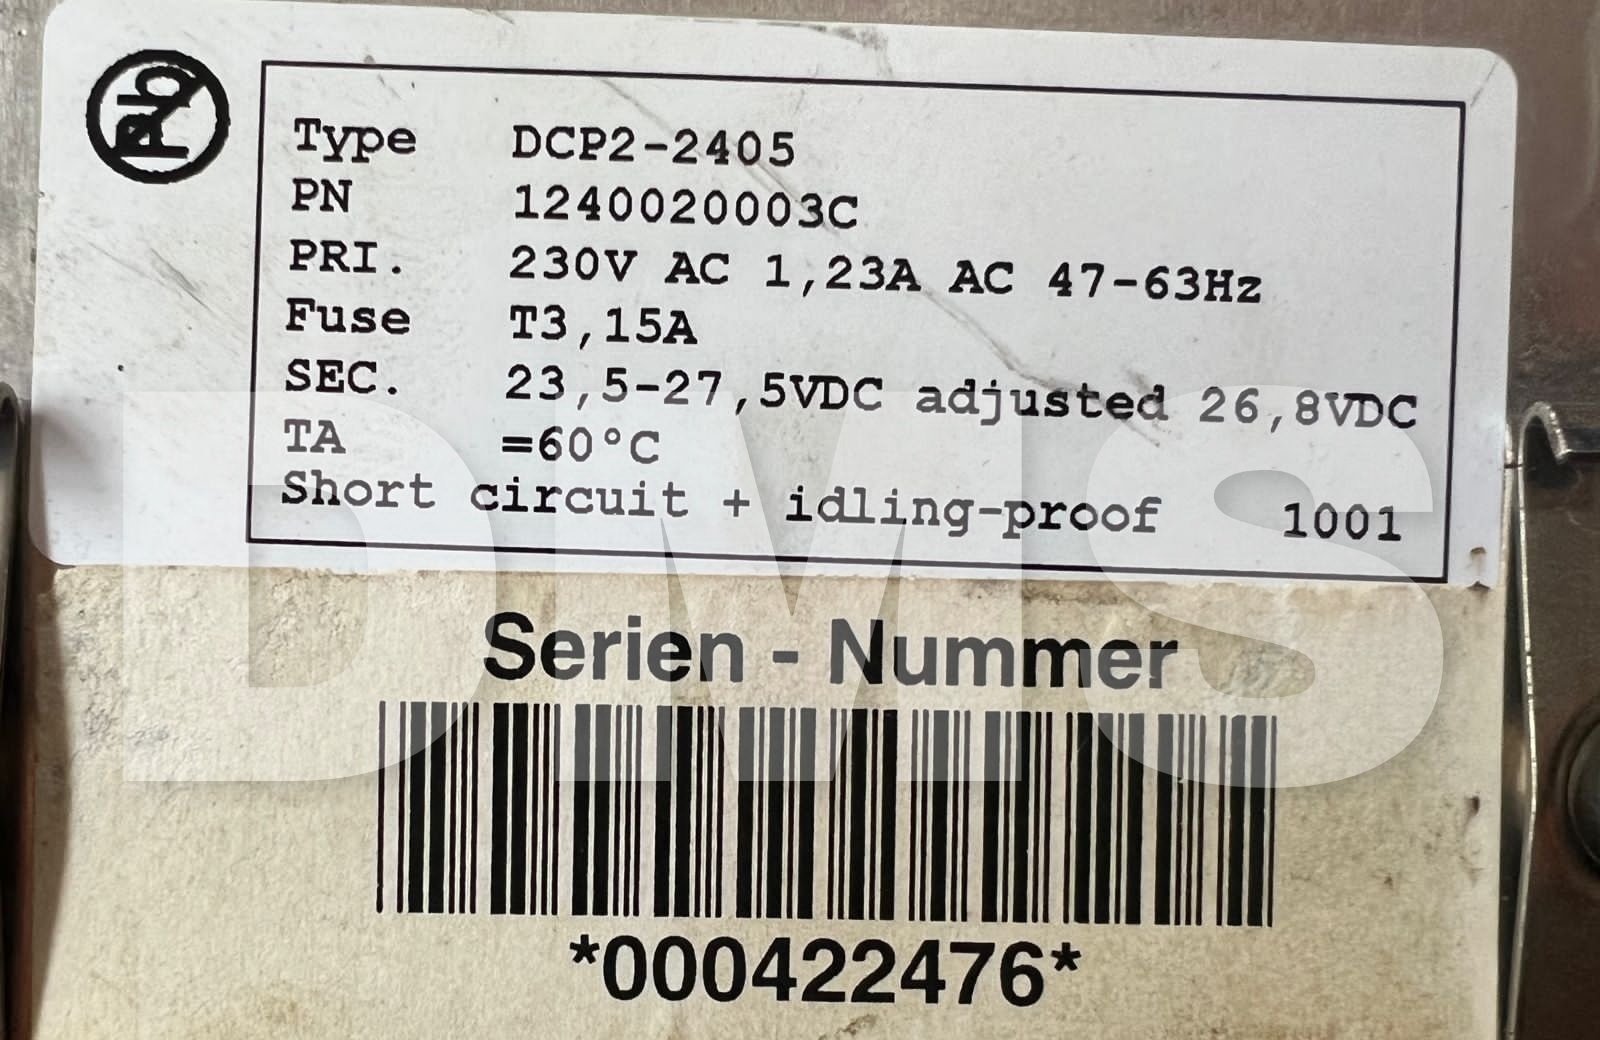 Pb
Type DCP2-2405
PN 1240020003C
PRI. 230V AC 1,23A AC 47-63Hz
Fuse T3,15A
SEC. 23,5-27,5VDC adjusted 26,8VDC
TA =60°C
Short circuit + idling-proof 1001
DMS
Serien - Nummer
*000422476*